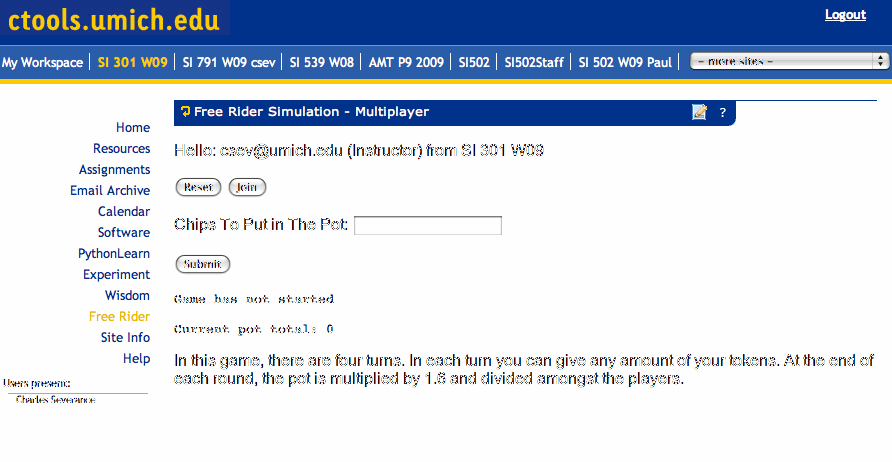 ctools.umich.edu
Logout
My Workspace SI 301 W09 SI 791 W09 csev SI 539 W08 AMT P9 2009 SI502 SI502Staff SI 502 W09 Paul - more sites -
Free Rider Simulation - Multiplayer ?
Home
Resources
Assignments
Email Archive
Calendar
Software
PythonLearn
Experiment
Wisdom
Free Rider
Site Info
Help
Users present:
Charles Severance
Hello: csev@umich.edu (Instructor) from SI 301 W09
Reset Join
Chips To Put in The Pot:
Submit
Game has not started
Current pot total: 0
In this game, there are four turns. In each turn you can give any amount of your tokens. At the end of
each round, the pot is multiplied by 1.6 and divided amongst the players.